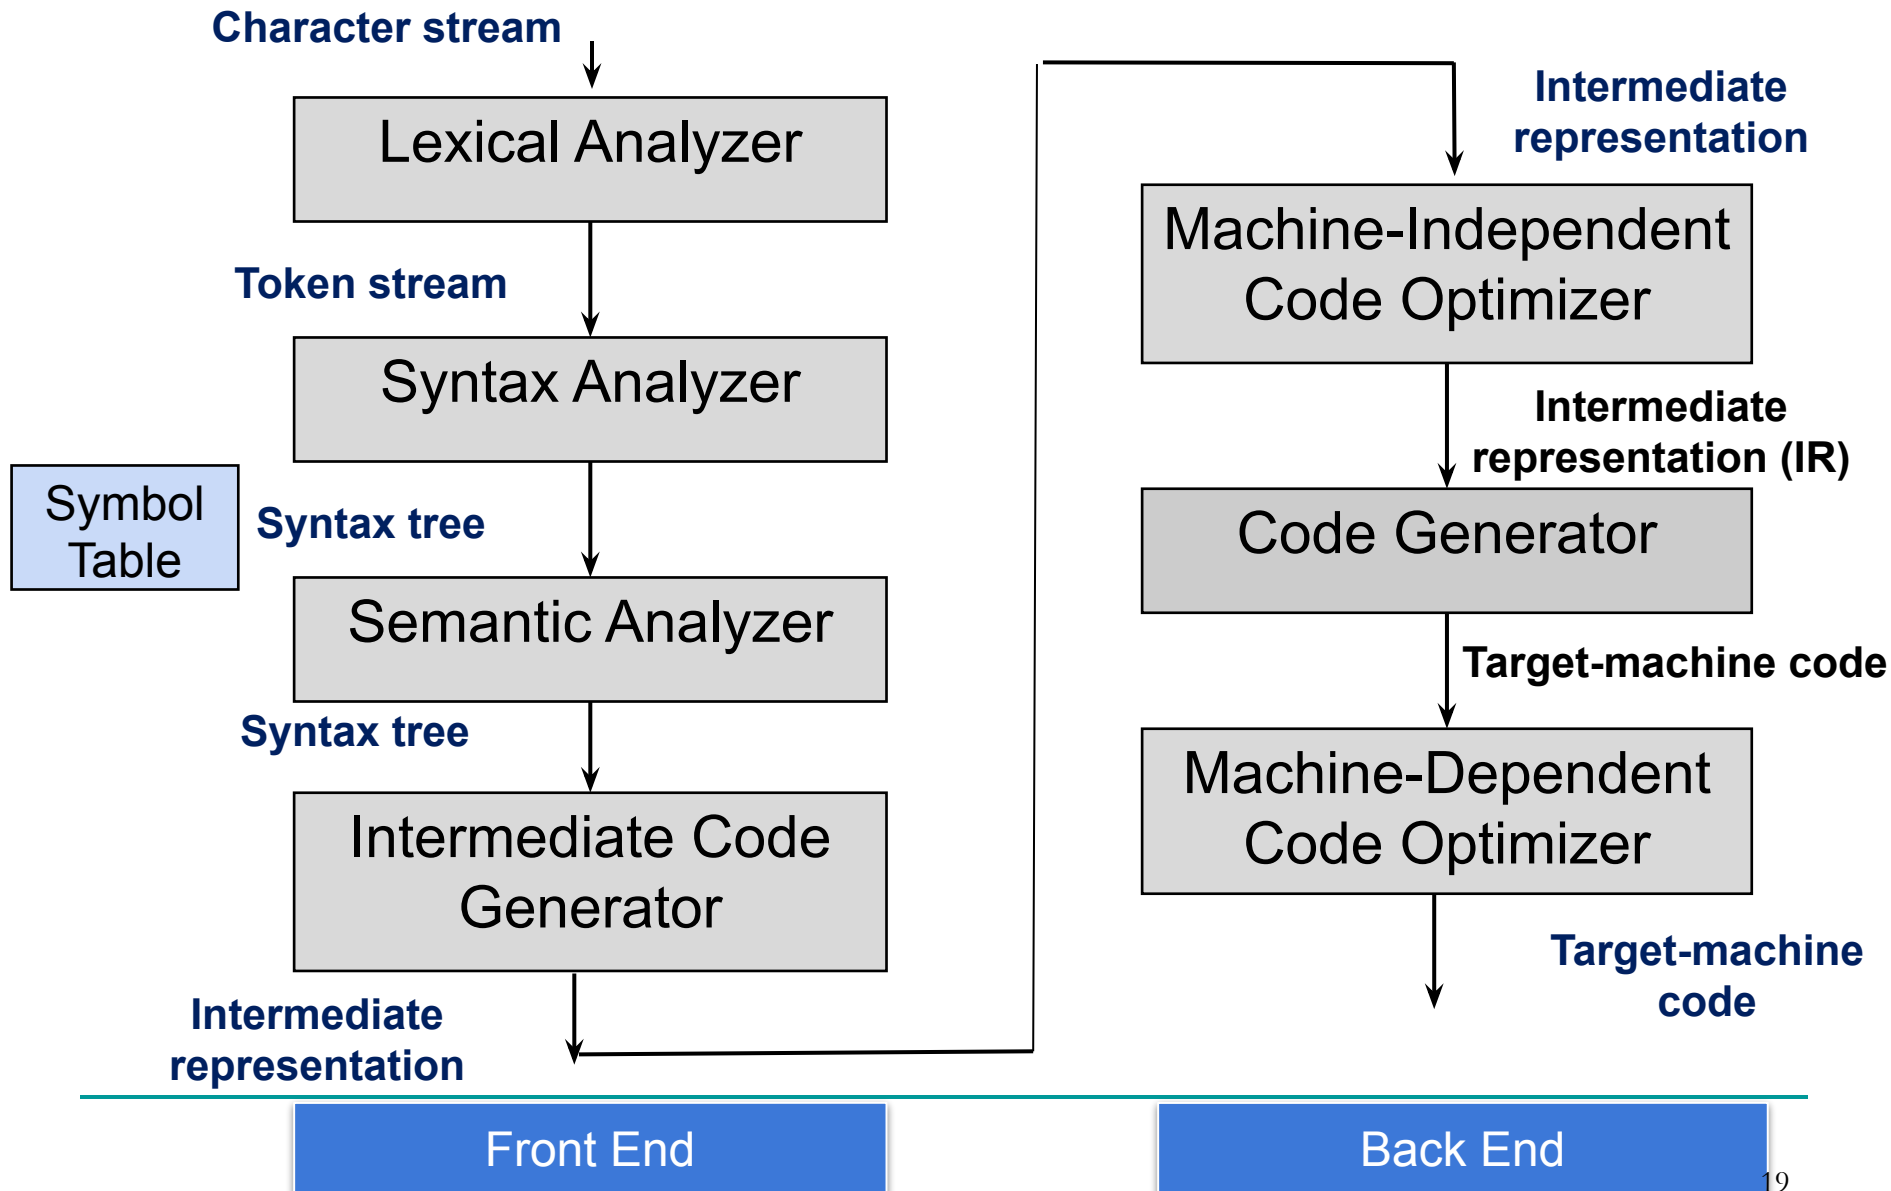 Character stream
Lexical Analyzer
Token stream
Syntax Analyzer
Symbol
Table
Syntax tree
Semantic Analyzer
Syntax tree
Intermediate Code
Generator
Intermediate
representation
Front End
Intermediate
representation
Machine-Independent
Code Optimizer
Intermediate
representation (IR)
Code Generator
Target-machine code
Machine-Dependent
Code Optimizer
Target-machine
code
Back End
19